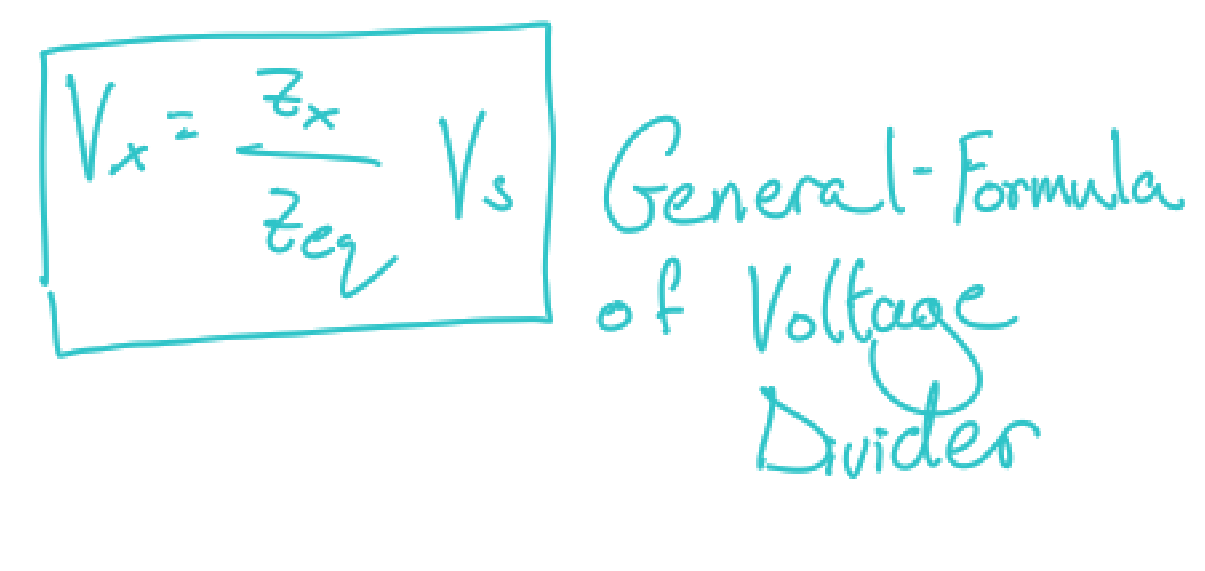 Vx = zx/zeq Vs
General-Formula
of Voltage
Divider